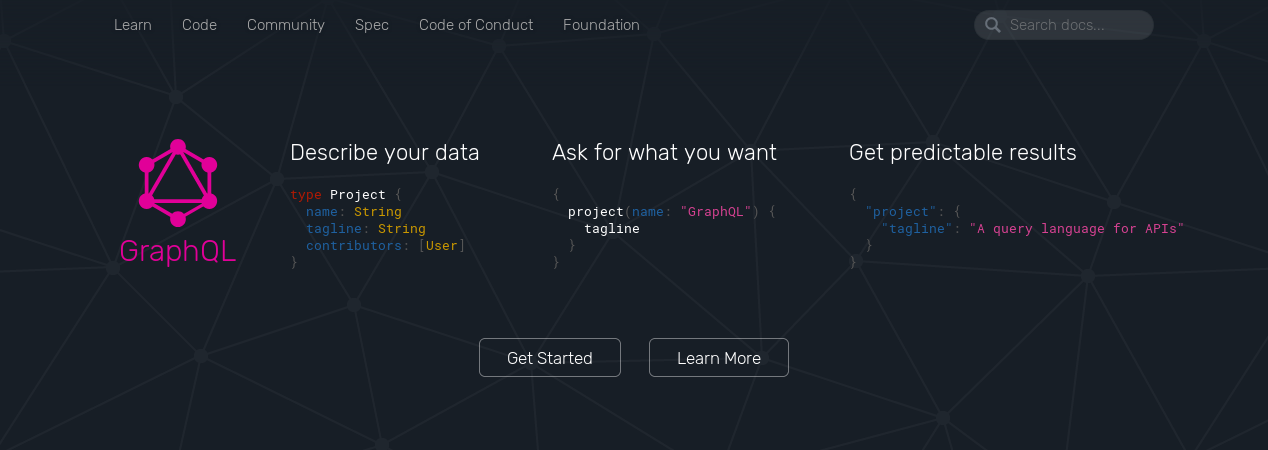 Learn Code Community Spec Code of Conduct Foundation Search docs...
GraphQL
Describe your data
type Project {
  name: String
  tagline: String
  contributors: [User]
}
Ask for what you want
{
  project(name: "GraphQL") {
    tagline
  }
}
Get predictable results
{
  "project": {
    "tagline": "A query language for APIs"
  }
}
Get Started Learn More